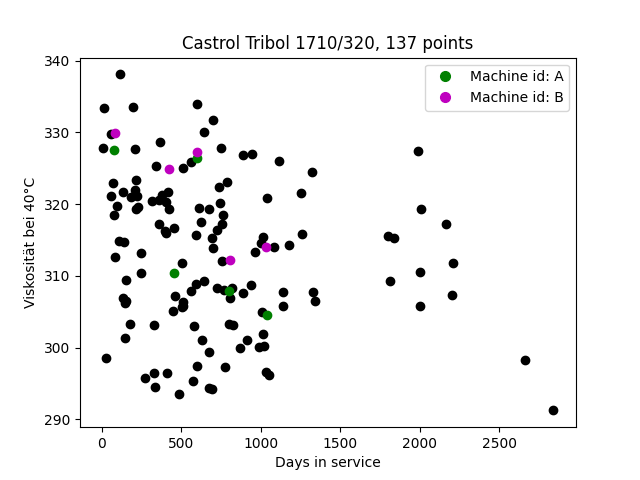 Castrol Tribol 1710/320, 137 points
Machine id: A
Machine id: B
340
330
320
310
300
290
Viskosität bei 40°C
0 500 1000 1500 2000 2500
Days in service